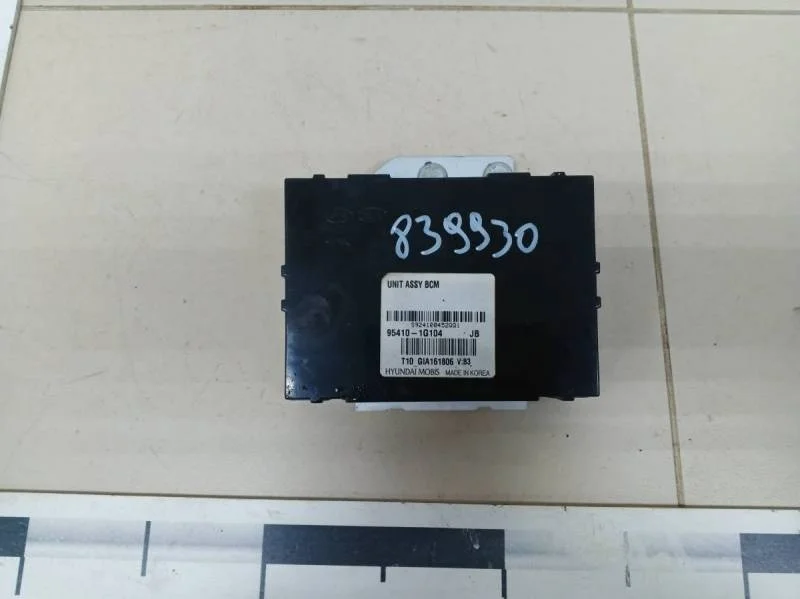 839930
UNIT ASSY BCM
95410-1G104 JB
T10 GIA161806 V:83
HYUNDAI MOBIS MADE IN KOREA